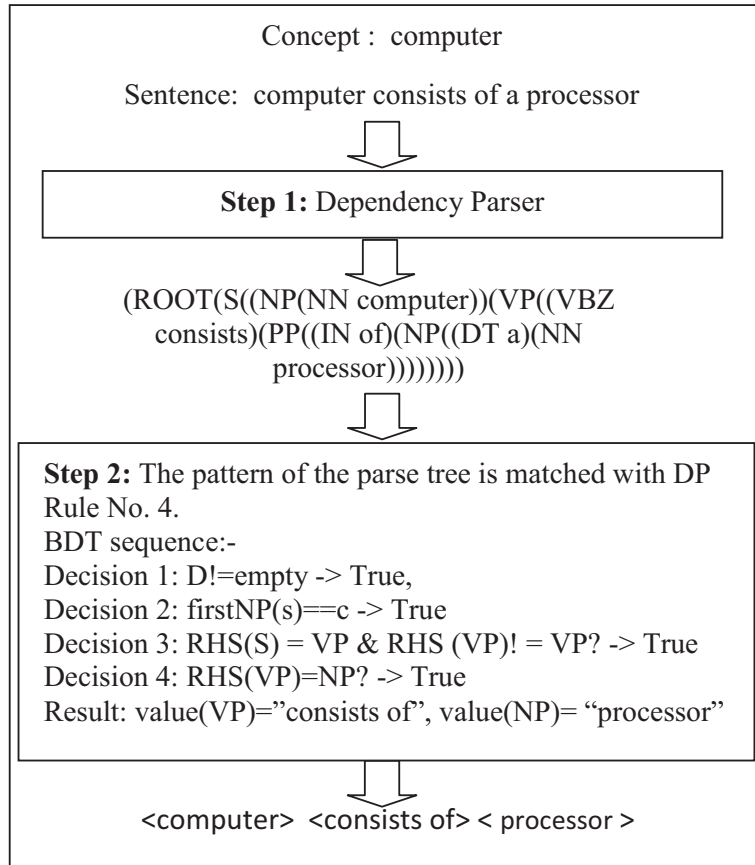 Concept : computer
Sentence: computer consists of a processor
Step 1: Dependency Parser
(ROOT(S((NP(NN computer))(VP((VBZ
consists)(PP((IN of)(NP((DT a)(NN
processor))))))))
Step 2: The pattern of the parse tree is matched with DP
Rule No. 4.
BDT sequence:-
Decision 1: D!=empty -> True,
Decision 2: firstNP(s)==c -> True
Decision 3: RHS(S) = VP & RHS (VP)! = VP? -> True
Decision 4: RHS(VP)=NP? -> True
Result: value(VP)=”consists of”, value(NP)= “processor”
<computer> <consists of> < processor >